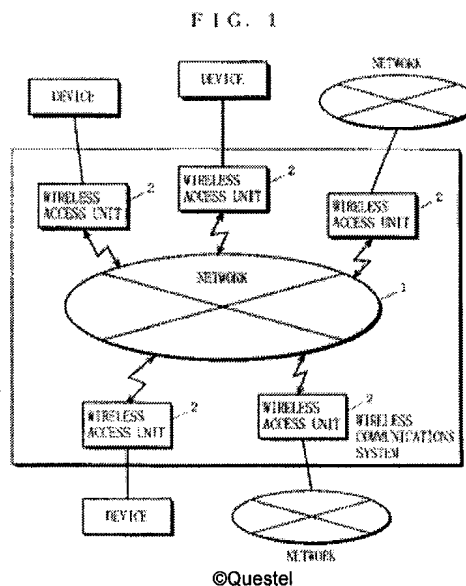 FIG. 1
NETWORK
DEVICE
DEVICE
WIRELESS
ACCESS UNIT
2
WIRELESS
ACCESS UNIT
2
WIRELESS
ACCESS UNIT
2
NETWORK
1
WIRELESS
ACCESS UNIT
2
WIRELESS
ACCESS UNIT
2
WIRELESS
COMMUNICATIONS
SYSTEM
DEVICE
NETWORK
©Questel